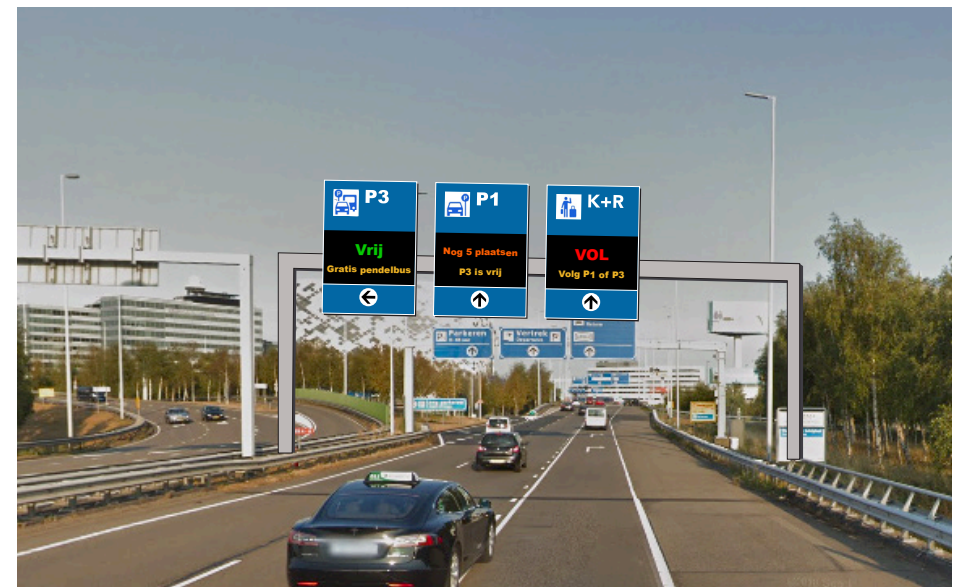 P3
Vrij
Gratis pendelbus
P1
Nog 5 plaatsen
P3 is vrij
K+R
VOL
Volg P1 of P3
Parkeren
Vertrek